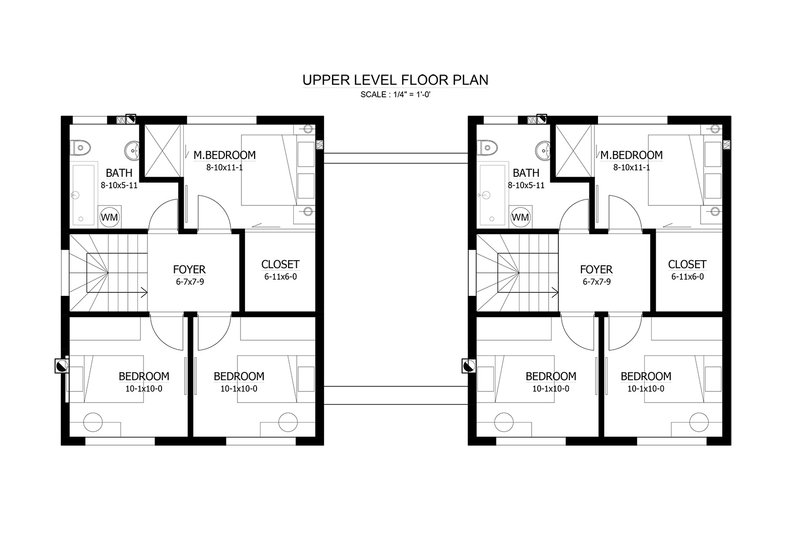 UPPER LEVEL FLOOR PLAN
SCALE : 1/4" = 1'-0'
M.BEDROOM
8-10x11-1
BATH
8-10x5-11
WM
FOYER
6-7x7-9
CLOSET
6-11x6-0
BEDROOM
10-1x10-0
BEDROOM
10-1x10-0
M.BEDROOM
8-10x11-1
BATH
8-10x5-11
WM
FOYER
6-7x7-9
CLOSET
6-11x6-0
BEDROOM
10-1x10-0
BEDROOM
10-1x10-0